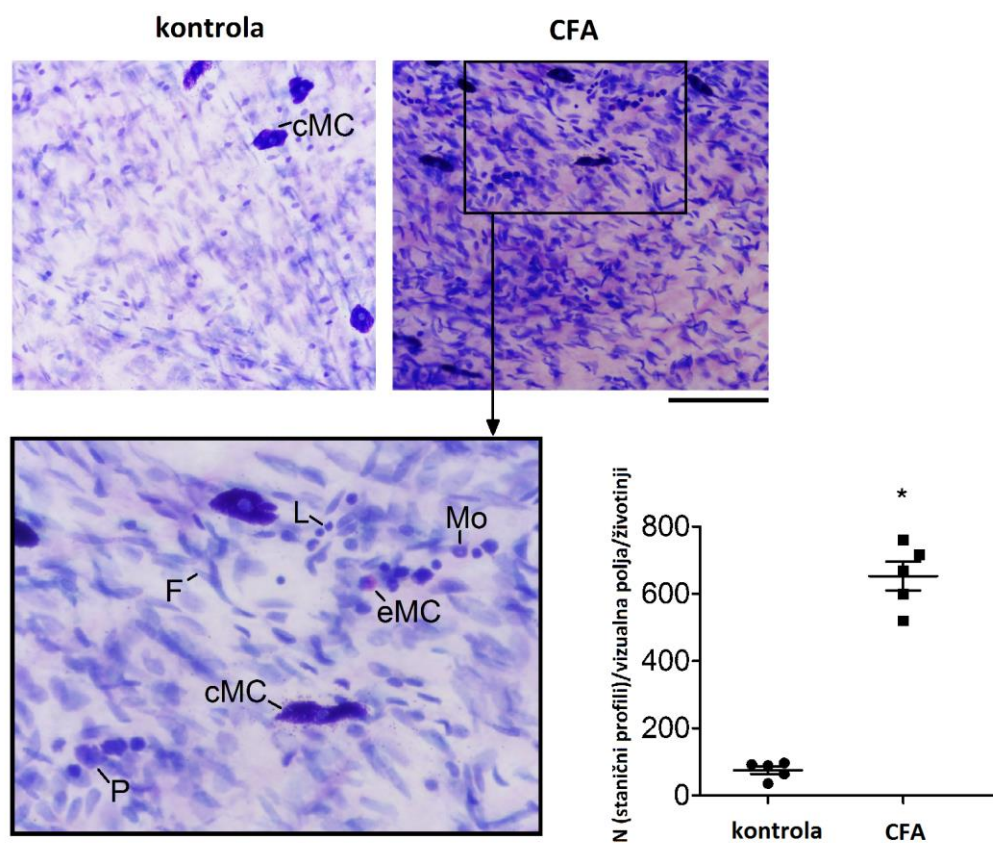 kontrola
CFA
cMC
L
Mo
F
eMC
cMC
P
N (stanični profili)/vizualna polja/životinji
*
800
600
400
200
0
kontrola
CFA